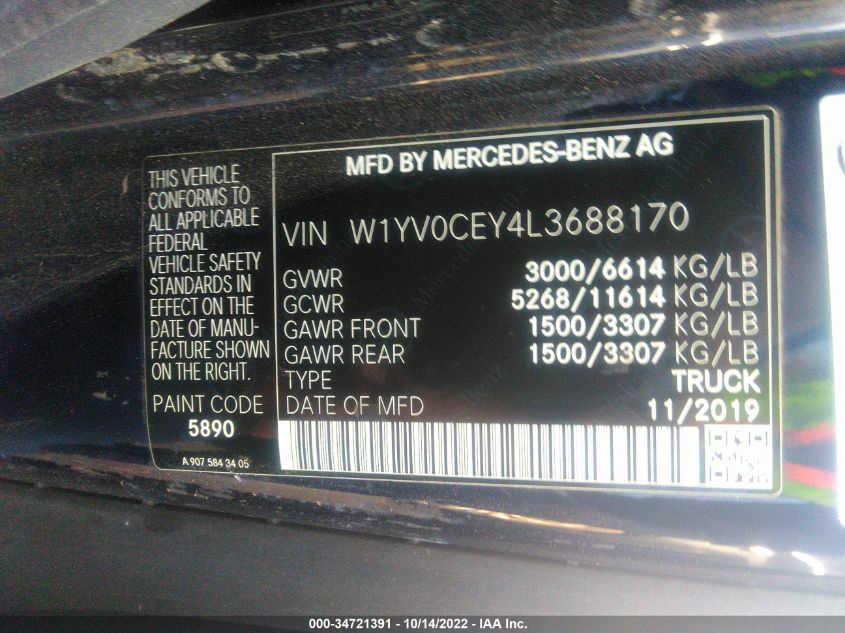 THIS VEHICLE
CONFORMS TO
ALL APPLICABLE
FEDERAL
VEHICLE SAFETY
STANDARDS IN
EFFECT ON THE
DATE OF MANU-
FACTURE SHOWN
ON THE RIGHT.
PAINT CODE
5890
A 907 584 34 05
MFD BY MERCEDES-BENZ AG
VIN W1YV0CEY4L3688170
GVWR 3000/6614 KG/LB
GCWR 5268/11614 KG/LB
GAWR FRONT 1500/3307 KG/LB
GAWR REAR 1500/3307 KG/LB
TYPE TRUCK
DATE OF MFD 11/2019
000-34721391 - 10/14/2022 - IAA Inc.